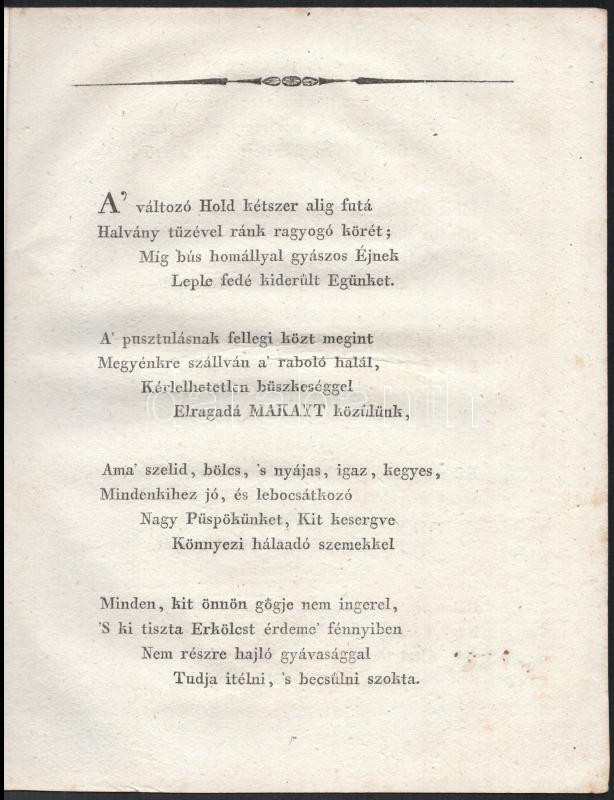 A’ változó Hold kétszer alig futá
Halvány tüzével ránk ragyogó körét;
Míg bús homállyal gyászos Éjnek
Leple fedé kiderűlt Egünket.
A’ pusztulásnak fellegi közt megint
Megyénkre szállván a’ raboló halál,
Kérlelhetetlen büszkeséggel
Elragadá MAKAYT közűlünk,
Ama’ szelid, bölcs, ’s nyájas, igaz, kegyes,
Mindenkihez jó, és lebocsátkozó
Nagy Püspökünket, Kit kesergve
Könnyezi hálaadó szemekkel
Minden, kit önnön gőgje nem ingerel,
’S ki tiszta Erkölcst érdeme’ fénnyiben
Nem részre hajló gyávasággal
Tudja itélni, ’s becsűlni szokta.